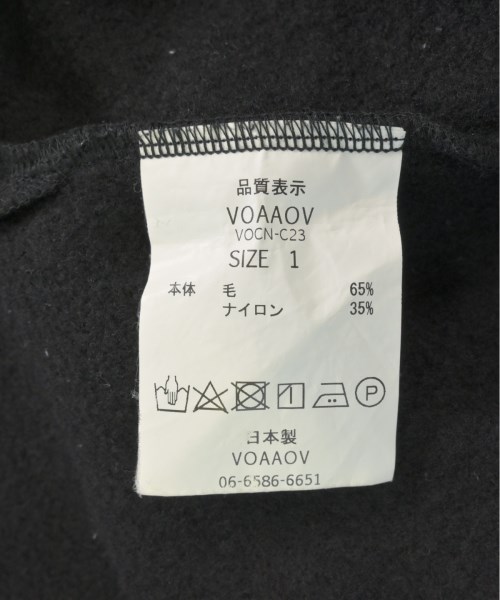 品質表示
VOAAOV
VOCN-C23
SIZE 1
本体 毛 65%
ナイロン 35%
P
日本製
VOAAOV
06-6586-6651